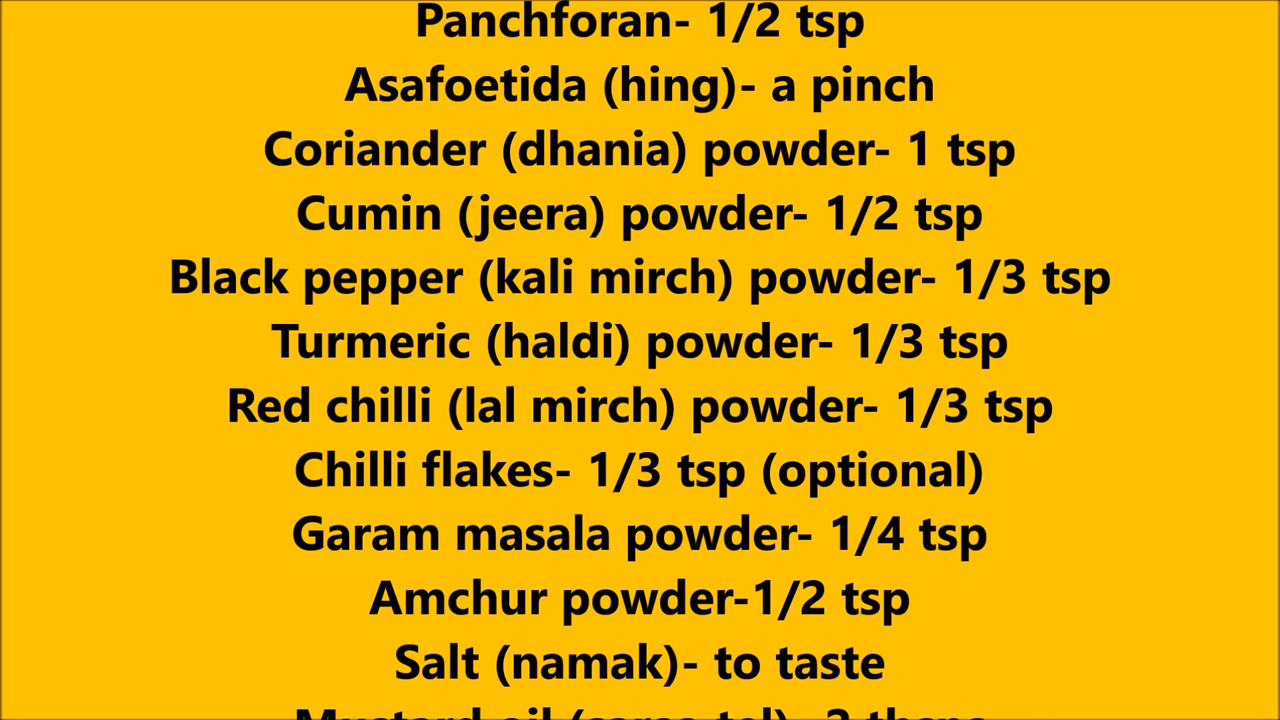 Panchforan- 1/2 tsp
Asafoetida (hing)- a pinch
Coriander (dhania) powder- 1 tsp
Cumin (jeera) powder- 1/2 tsp
Black pepper (kali mirch) powder- 1/3 tsp
Turmeric (haldi) powder- 1/3 tsp
Red chilli (lal mirch) powder- 1/3 tsp
Chilli flakes- 1/3 tsp (optional)
Garam masala powder- 1/4 tsp
Amchur powder-1/2 tsp
Salt (namak)- to taste
Mustard oil